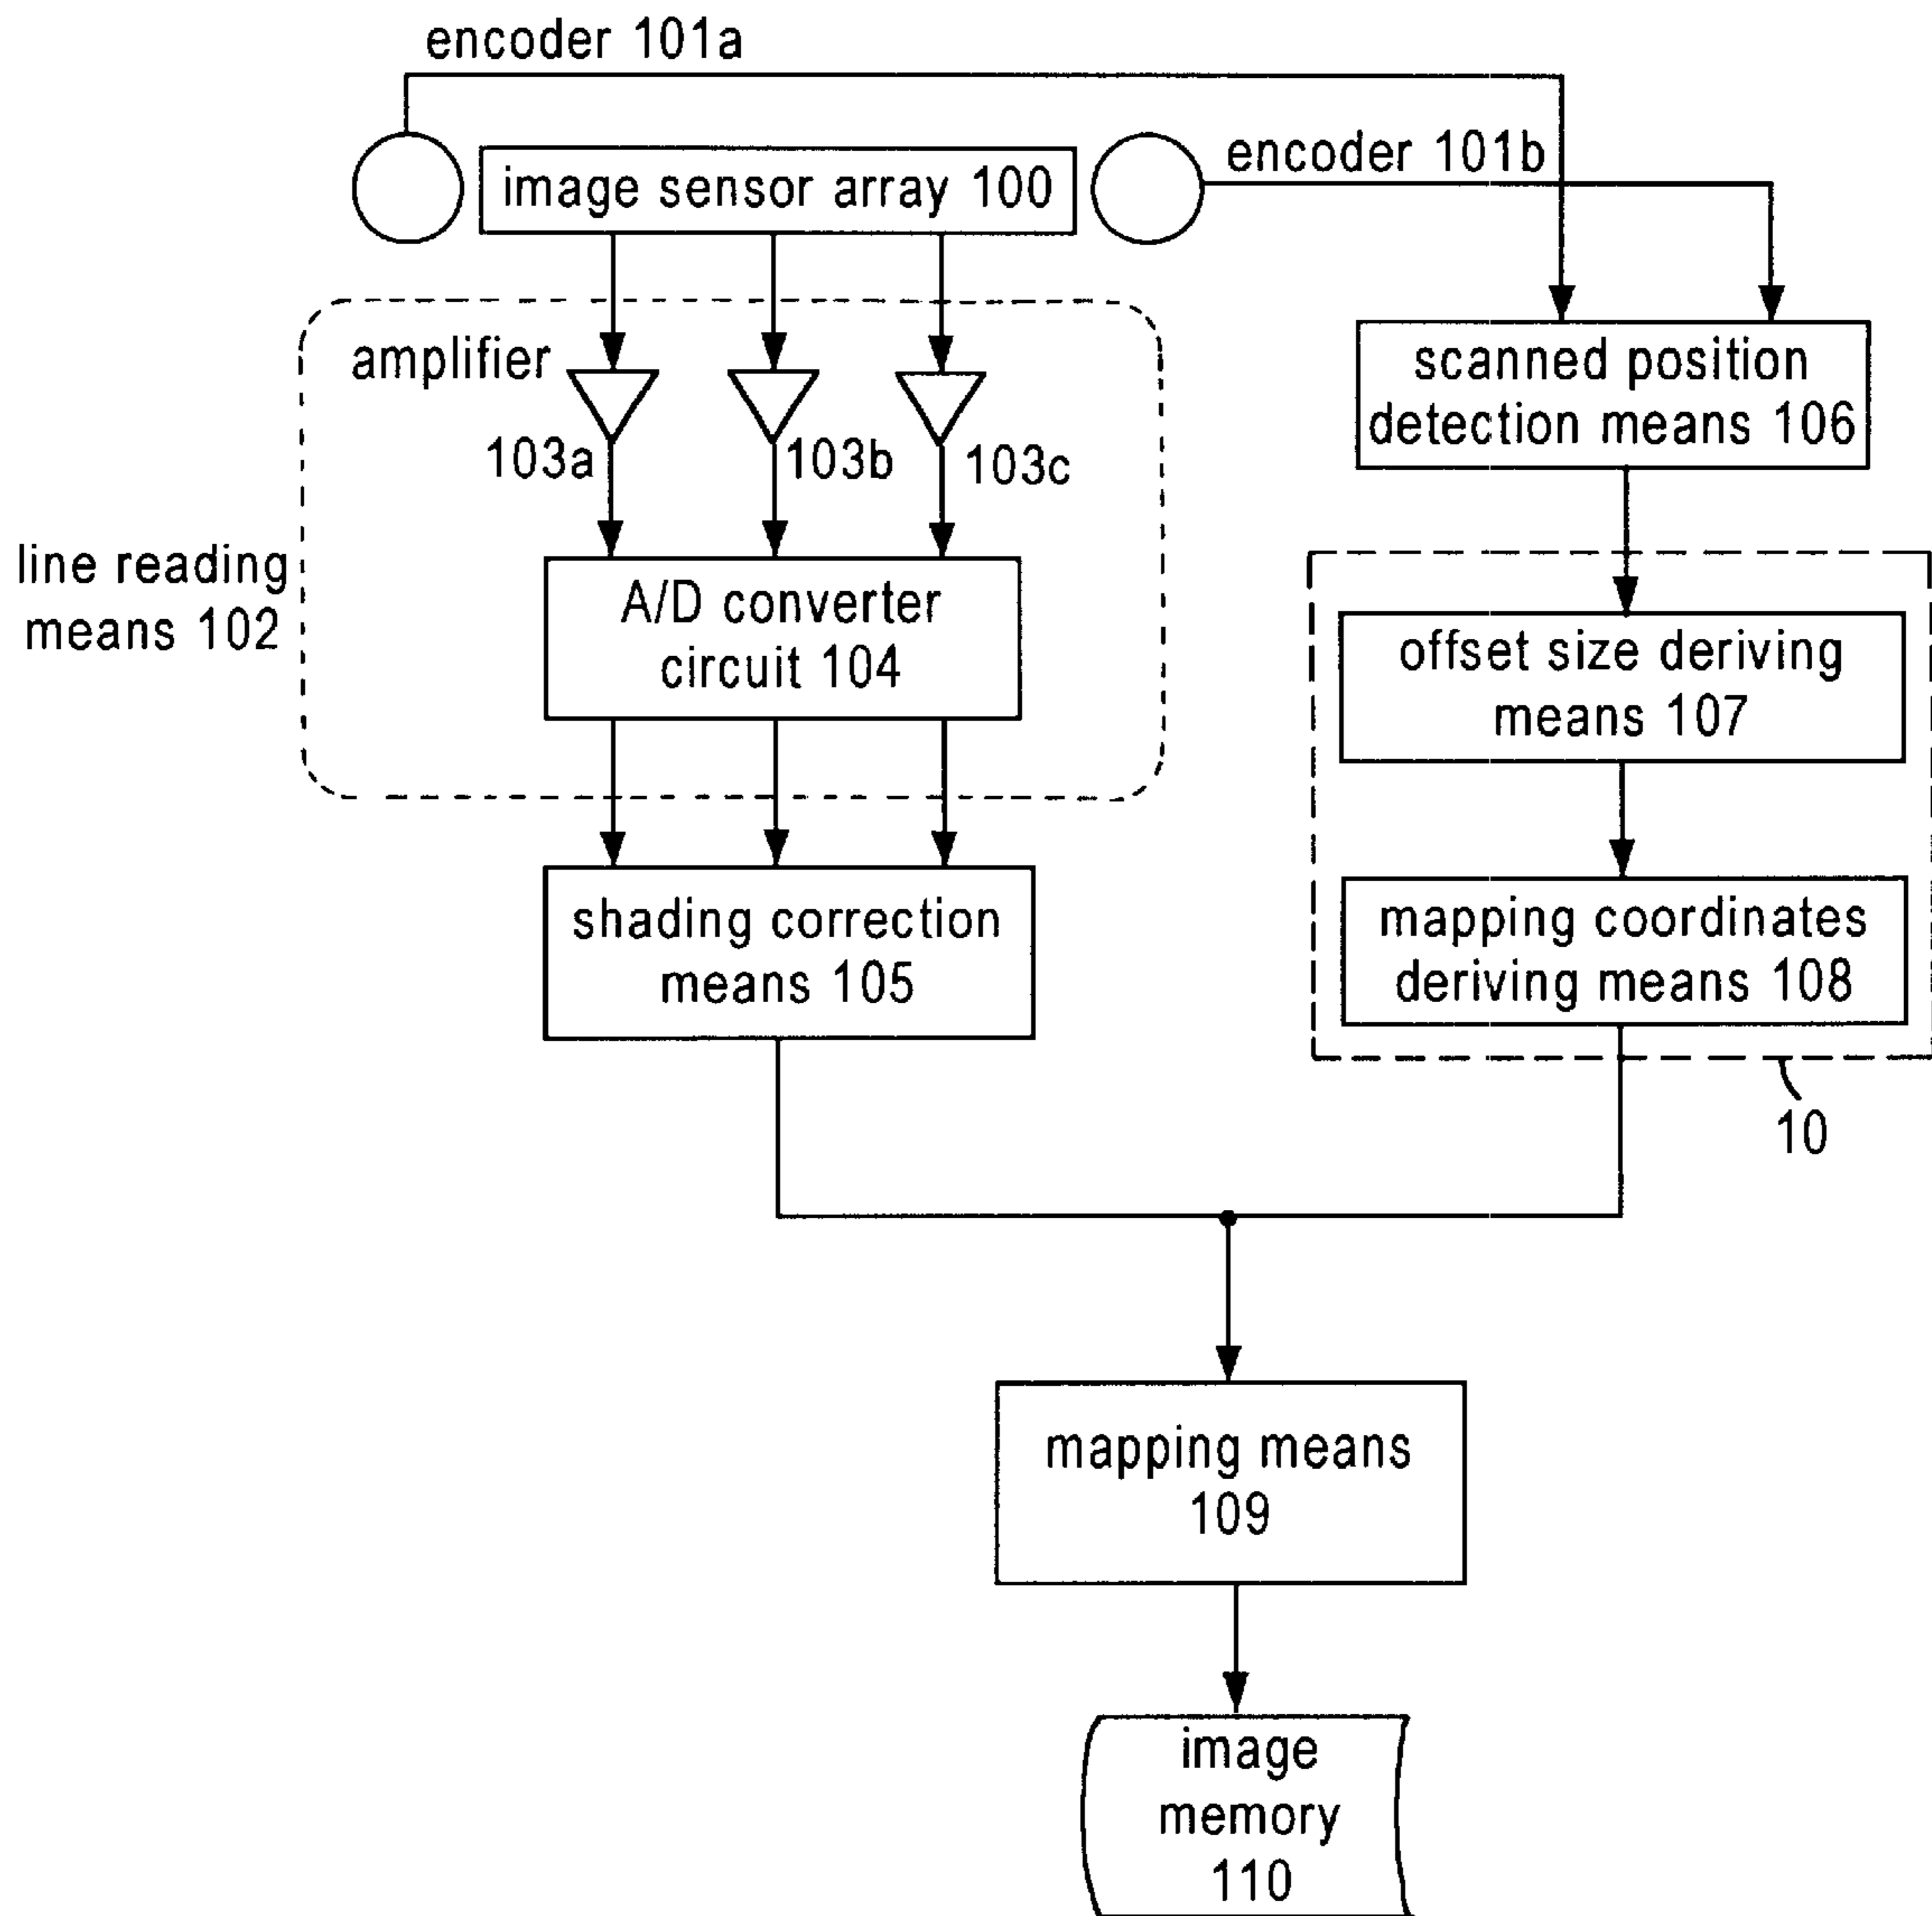 encoder 101a
encoder 101b
image sensor array 100
amplifier
103a
103b
103c
line reading
means 102
A/D converter
circuit 104
shading correction
means 105
scanned position
detection means 106
offset size deriving
means 107
mapping coordinates
deriving means 108
10
mapping means
109
image
memory
110